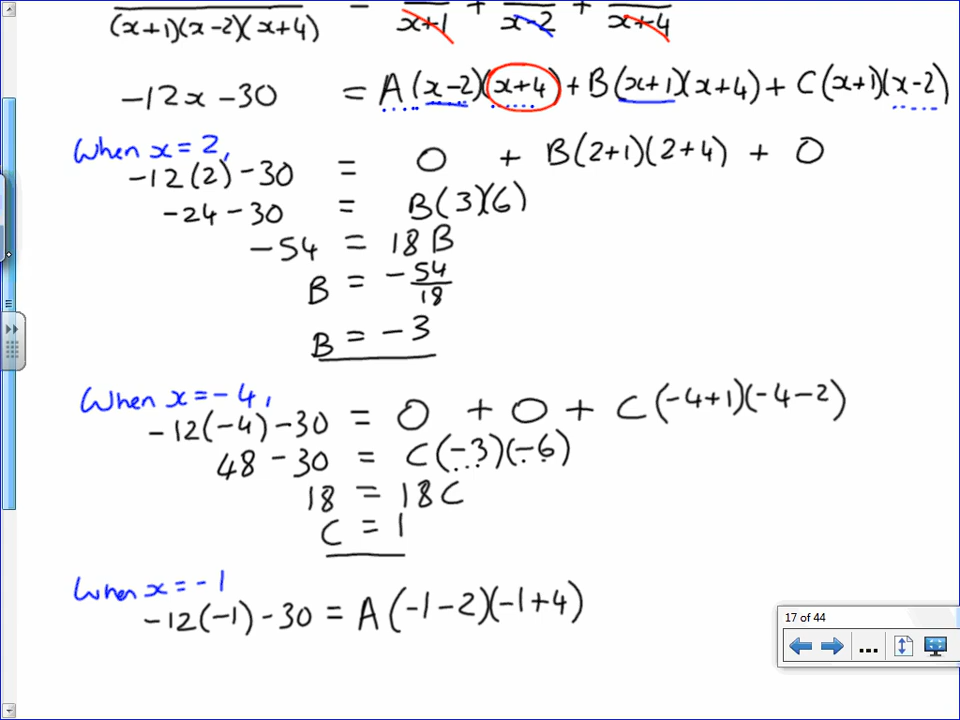 (x+1)(x-2)(x+4) = x+1 + x-2 + x+4
-12x -30 = A(x-2)(x+4) + B(x+1)(x+4) + C(x+1)(x-2)
When x = 2,
-12(2) -30 = 0 + B(2+1)(2+4) + 0
-24 -30 = B(3)(6)
-54 = 18B
B = -54/18
B = -3
When x = -4,
-12(-4) -30 = 0 + 0 + C(-4+1)(-4-2)
48 -30 = C(-3)(-6)
18 = 18C
C = 1
When x = -1
-12(-1) -30 = A(-1-2)(-1+4)
17 of 44